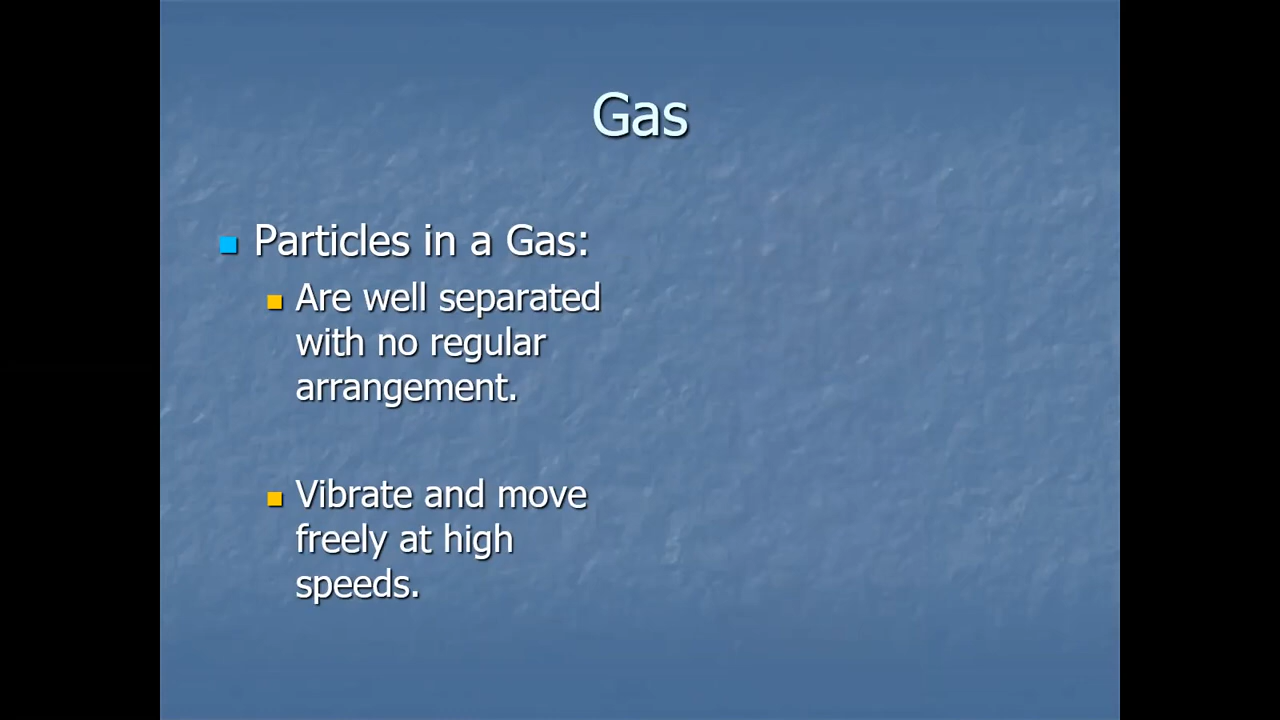 Gas
Particles in a Gas:
Are well separated
with no regular
arrangement.
Vibrate and move
freely at high
speeds.